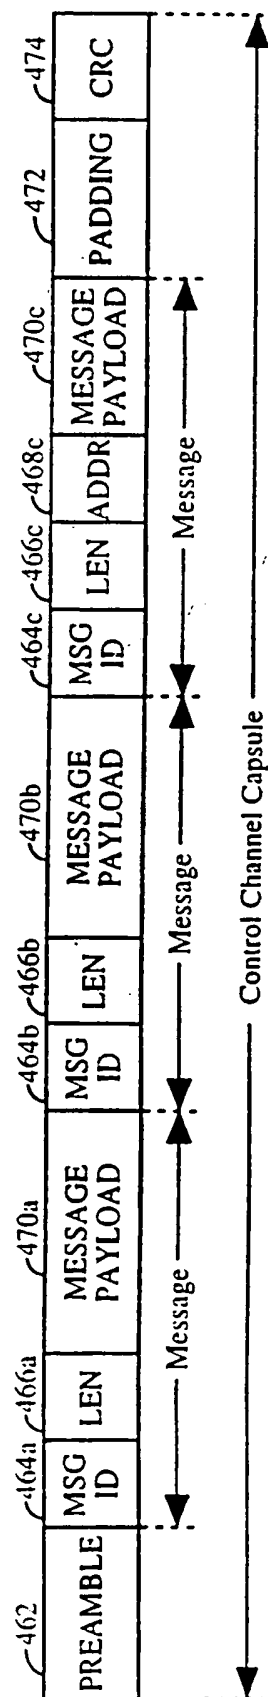 462 464a 466a 470a 464b 466b 470b 464c 466c 468c 470c 472 474
PREAMBLE
MSG
ID
LEN
MESSAGE
PAYLOAD
MSG
ID
LEN
MESSAGE
PAYLOAD
MSG
ID
LEN
ADDR
MESSAGE
PAYLOAD
PADDING
CRC
Message
Message
Message
Control Channel Capsule